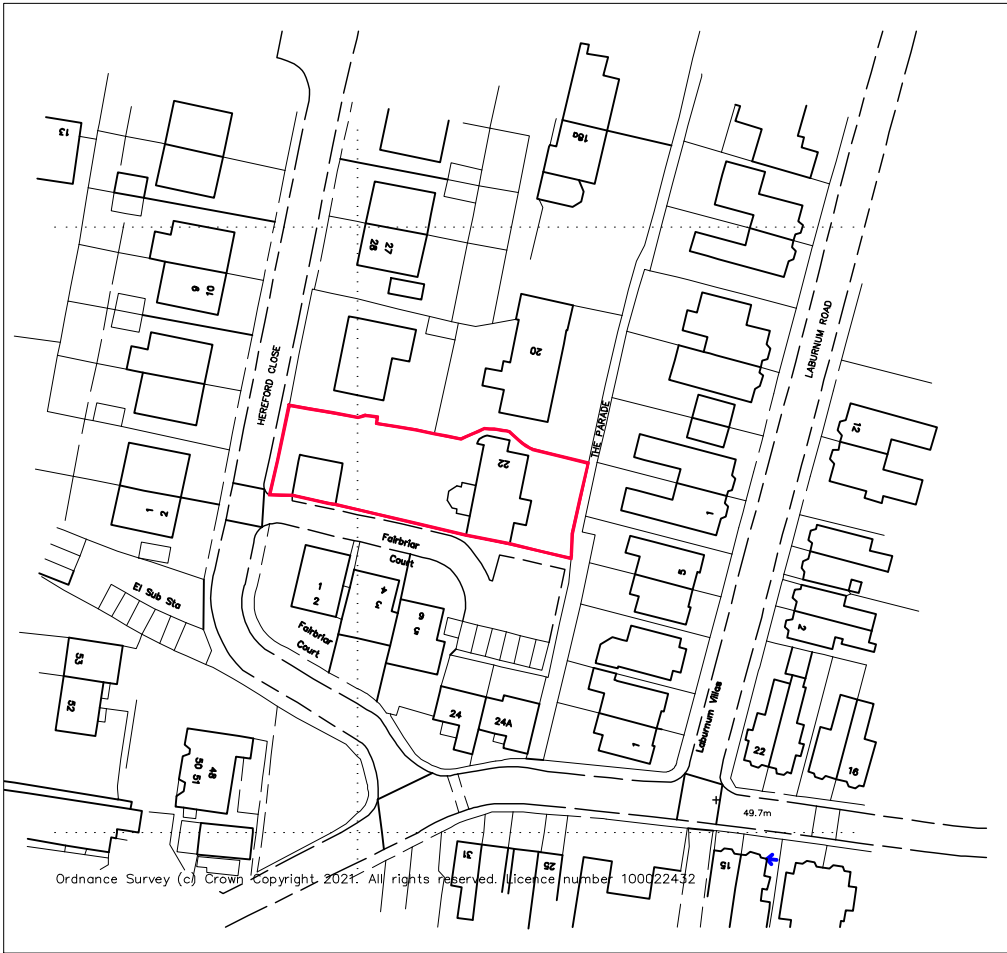 13
18a
27
28
10
9
20
HEREFORD CLOSE
LABURNUM ROAD
THE PARADE
12
22
1
1
2
Fairbriar
Court
5
El Sub Sta
1
2
4
3
6
5
Fairbriar
Court
2
53
52
24
24A
Laburnum Villas
1
22
16
48
50 51
49.7m
31
25
15
Ordnance Survey (c) Crown Copyright 2021. All rights reserved. Licence number 100022432